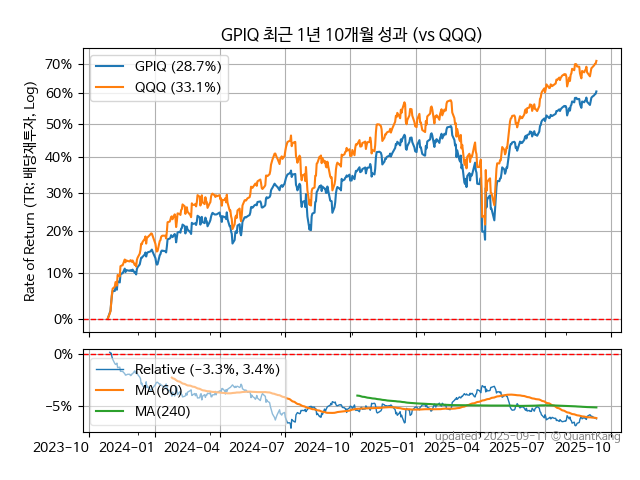 GPIQ 최근 1년 10개월 성과 (vs QQQ)
Rate of Return (TR: 배당재투자, Log)
70%
60%
50%
40%
30%
20%
10%
0%
GPIQ (28.7%)
QQQ (33.1%)
0%
-5%
Relative (-3.3%, 3.4%)
MA(60)
MA(240)
updated: 2025-09-11 © QuantKang
2023-10 2024-01 2024-04 2024-07 2024-10 2025-01 2025-04 2025-07 2025-10